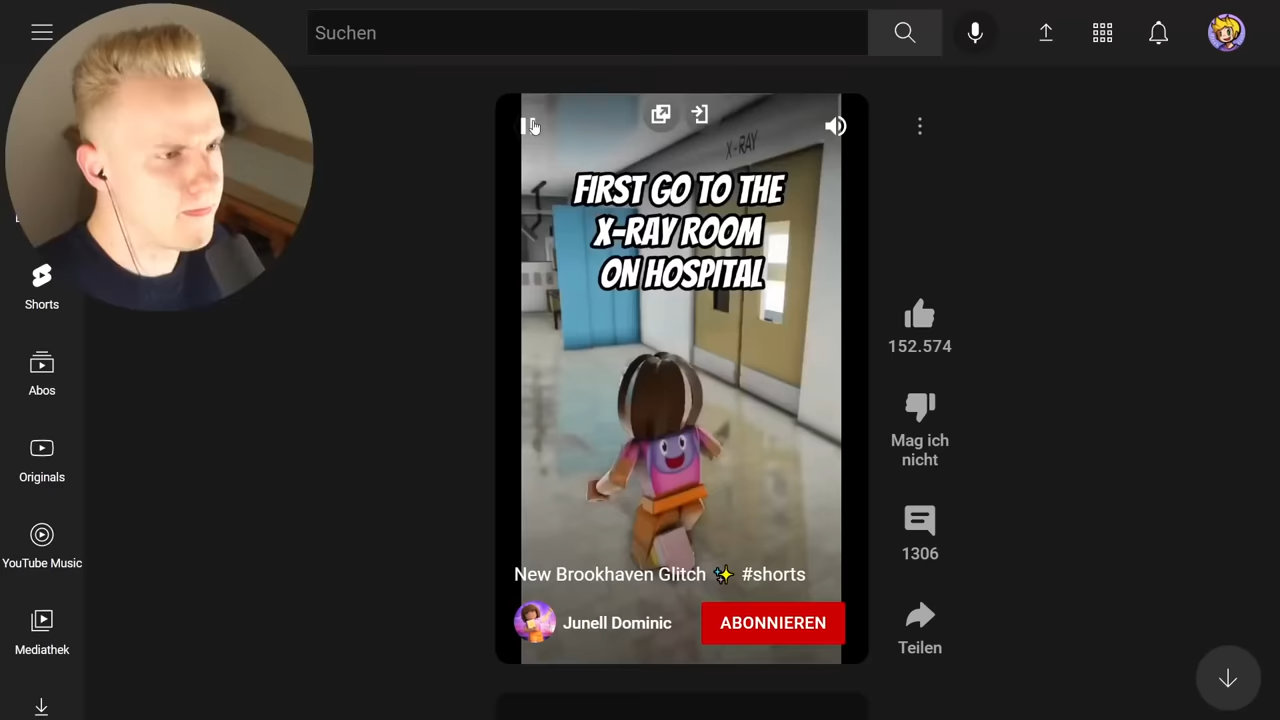 Suchen
X-RAY
FIRST GO TO THE
X-RAY ROOM
ON HOSPITAL
Shorts
152.574
Abos
Mag ich
nicht
Originals
1306
YouTube Music
New Brookhaven Glitch ✨ #shorts
Junell Dominic
ABONNIEREN
Mediathek
Teilen